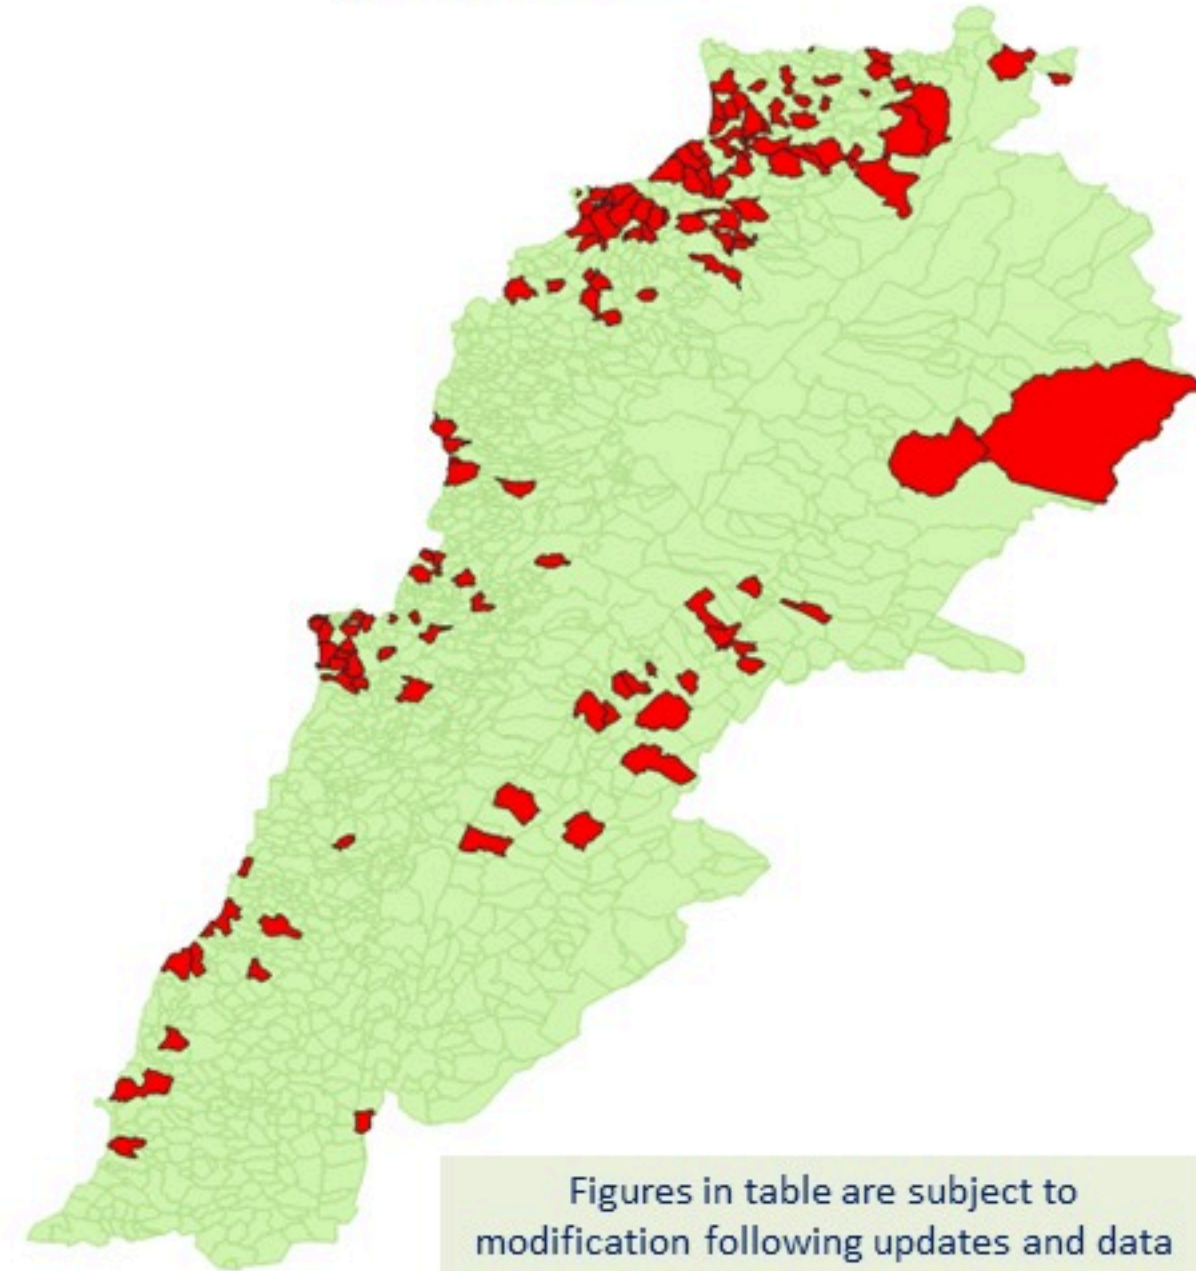 Figures in table are subject to
modification following updates and data